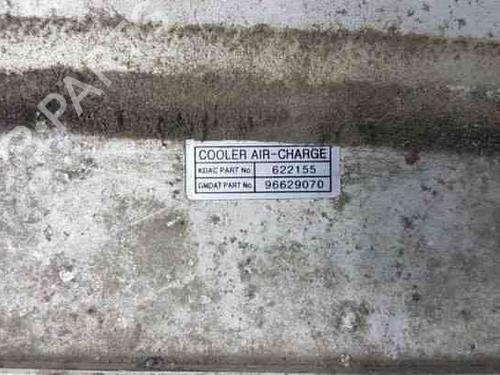 COOLER AIR-CHARGE
KDAC PART No 622155
GMDAT PART No 96629070